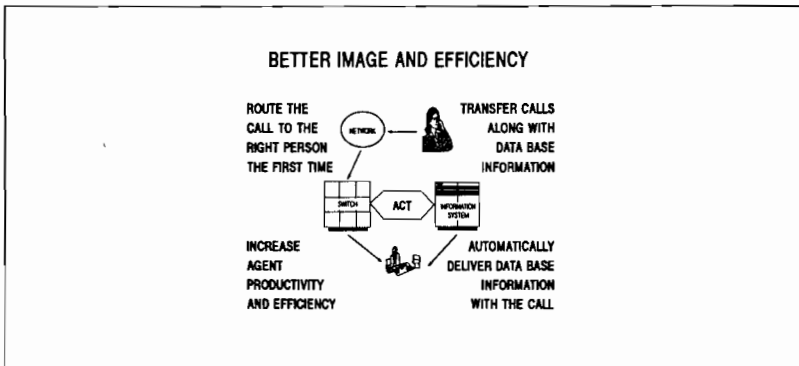 BETTER IMAGE AND EFFICIENCY
ROUTE THE
CALL TO THE
RIGHT PERSON
THE FIRST TIME
NETWORK
TRANSFER CALLS
ALONG WITH
DATA BASE
INFORMATION
SWITCH
ACT
INFORMATION
SYSTEM
INCREASE
AGENT
PRODUCTIVITY
AND EFFICIENCY
AUTOMATICALLY
DELIVER DATA BASE
INFORMATION
WITH THE CALL